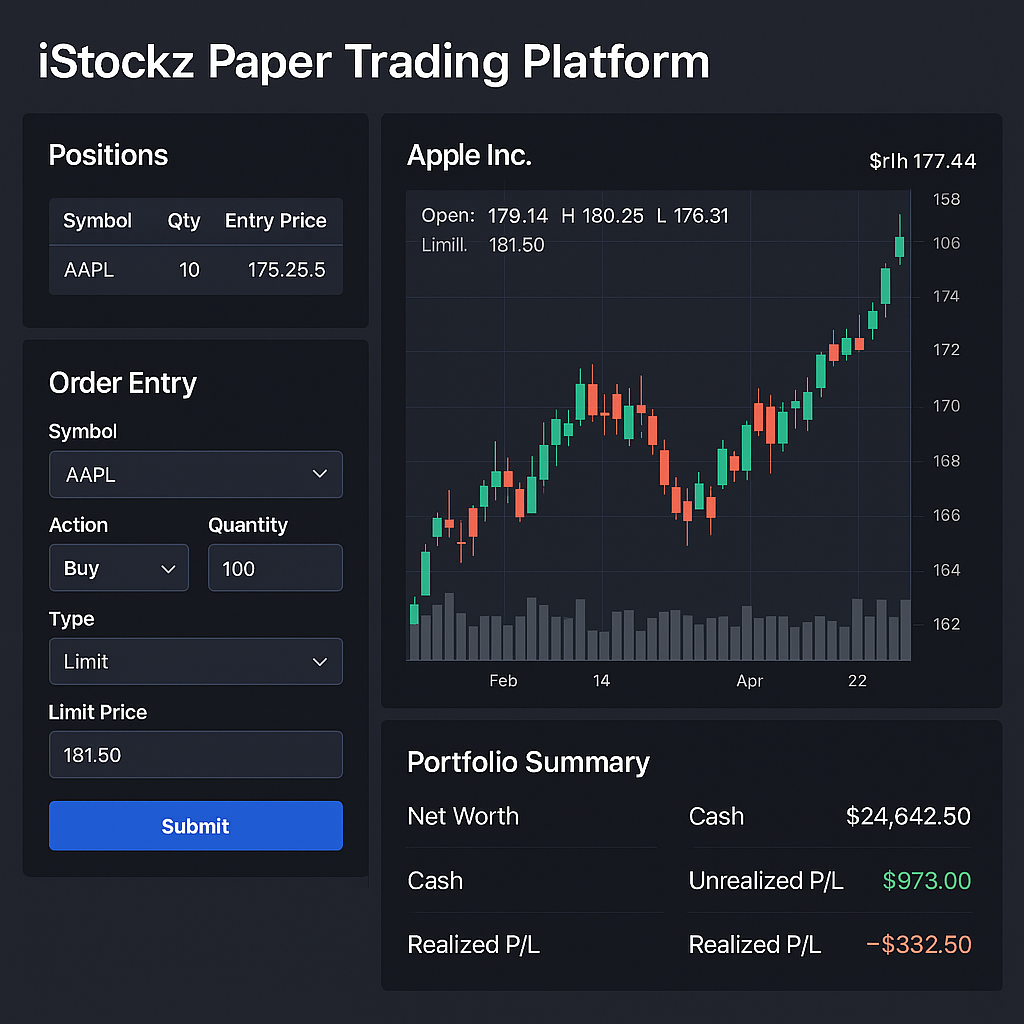 iStockz Paper Trading Platform
Positions
Symbol Qty Entry Price
AAPL 10 175.25.5
Order Entry
Symbol
AAPL
Action Quantity
Buy 100
Type
Limit
Limit Price
181.50
Submit
Apple Inc. $rlh 177.44
Open: 179.14 H 180.25 L 176.31
Limill. 181.50
158
106
174
172
170
168
166
164
162
Feb 14 Apr 22
Portfolio Summary
Net Worth Cash $24,642.50
Cash Unrealized P/L $973.00
Realized P/L Realized P/L −$332.50